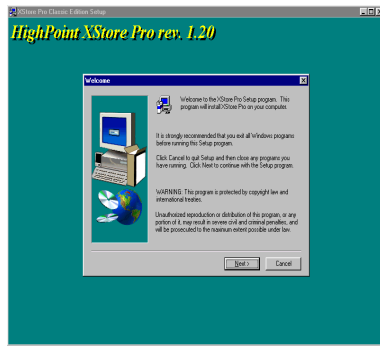 XStore Pro Classic Edition Setup
HighPoint XStore Pro rev. 1.20
Welcome
Welcome to the XStore Pro Setup program. This
program will install XStore Pro on your computer.
It is strongly recommended that you exit all Windows programs
before running this Setup program.
Click Cancel to quit Setup and then close any programs you
have running. Click Next to continue with the Setup program.
WARNING: This program is protected by copyright law and
international treaties.
Unauthorized reproduction or distribution of this program, or any
portion of it, may result in severe civil and criminal penalties, and
will be prosecuted to the maximum extent possible under law.
Next > Cancel